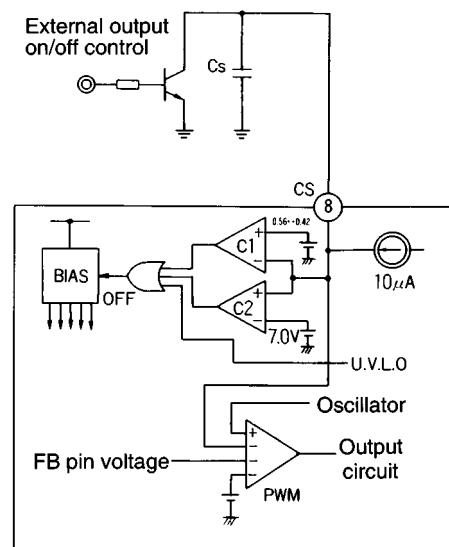 External output
on/off control
Cs
CS
8
0.56↔0.42
+
C1
−
10µA
BIAS
OFF
+
C2
−
7.0V
U.V.L.O
Oscillator
+
−
FB pin voltage
−
Output
circuit
−
PWM